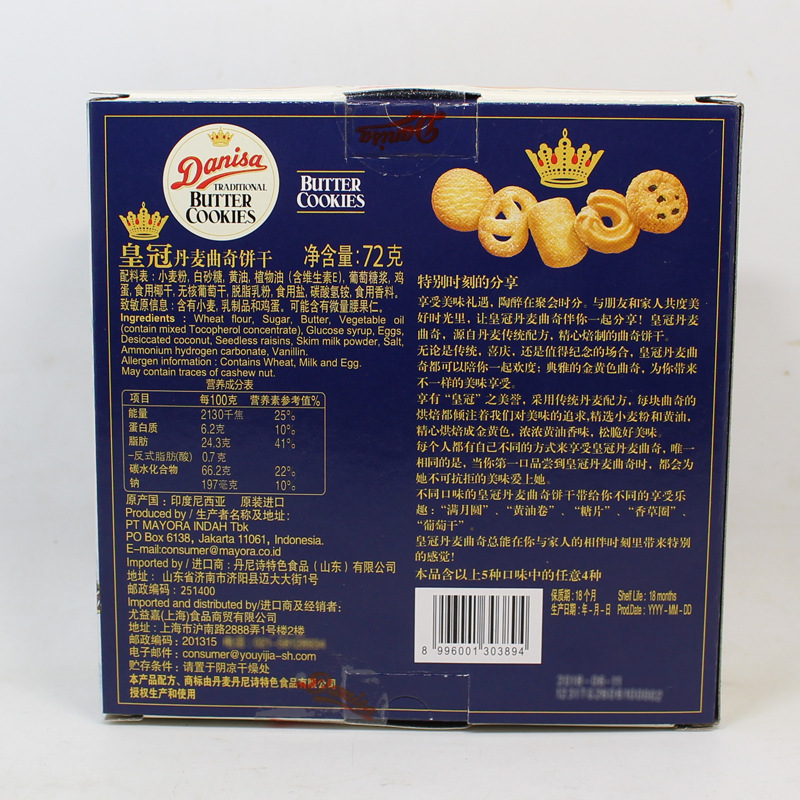 Danisa
TRADITIONAL
BUTTER
COOKIES
BUTTER
COOKIES
皇冠丹麦曲奇饼干 净含量:72克
配料表：小麦粉, 白砂糖, 黄油, 植物油（含维生素E), 葡萄糖浆, 鸡
蛋, 食用椰干, 无核葡萄干, 脱脂乳粉, 食用盐, 碳酸氢铵, 食用香料。
致敏原信息：含有小麦, 乳制品和鸡蛋。可能含有微量腰果仁。
Ingredients : Wheat flour, Sugar, Butter, Vegetable oil
(contain mixed Tocopherol concentrate), Glucose syrup, Eggs,
Desiccated coconut, Seedless raisins, Skim milk powder, Salt,
Ammonium hydrogen carbonate, Vanillin.
Allergen information : Contains Wheat, Milk and Egg.
May contain traces of cashew nut.
营养成分表
项目 每100克 营养素参考值%
能量 2130千焦 25%
蛋白质 6.2克 10%
脂肪 24.3克 41%
-反式脂肪(酸) 0.7克
碳水化合物 66.2克 22%
钠 197毫克 10%
原产国：印度尼西亚 原装进口
Produced by / 生产者名称及地址:
PT MAYORA INDAH Tbk
PO Box 6138, Jakarta 11061, Indonesia.
E-mail:consumer@mayora.co.id
Imported by / 进口商：丹尼诗特色食品（山东）有限公司
地址： 山东省济南市济阳县迈大大街1号
邮政编码：251400
Imported and distributed by/进口商及经销者:
尤益嘉(上海)食品商贸有限公司
地址：上海市沪南路2888弄1号楼2楼
邮政编码：201315
电子邮件：consumer@youyijia-sh.com
贮存条件：请置于阴凉干燥处
本产品配方、商标由丹麦丹尼诗特色食品有限公司
授权生产和使用
特别时刻的分享
享受美味礼遇，陶醉在聚会时分。与朋友和家人共度美
好时光里，让皇冠丹麦曲奇伴你一起分享！皇冠丹麦
曲奇，源自丹麦传统配方，精心焙制的曲奇饼干。
无论是传统，喜庆，还是值得纪念的场合，皇冠丹麦曲
奇都可以陪你一起欢度；典雅的金黄色曲奇，为你带来
不一样的美味享受。
享有“皇冠”之美誉，采用传统丹麦配方，每块曲奇的
烘焙都倾注着我们对美味的追求,精选小麦粉和黄油,
精心烘焙成金黄色，浓浓黄油香味，松脆好美味。
每个人都有自己不同的方式来享受皇冠丹麦曲奇，唯一
相同的是，当你第一口品尝到皇冠丹麦曲奇时，都会为
她不可抗拒的美味爱上她。
不同口味的皇冠丹麦曲奇饼干带给你不同的享受乐
趣：“满月圆”、“黄油卷”、“糖片”、“香草圈”、
“葡萄干”。
皇冠丹麦曲奇总能在你与家人的相伴时刻里带来特别
的感觉!
本品含以上5种口味中的任意4种
保质期：18个月 Shelf Life : 18 months
生产日期：年-月-日 Prod.Date : YYYY - MM - DD
8 996001 303894